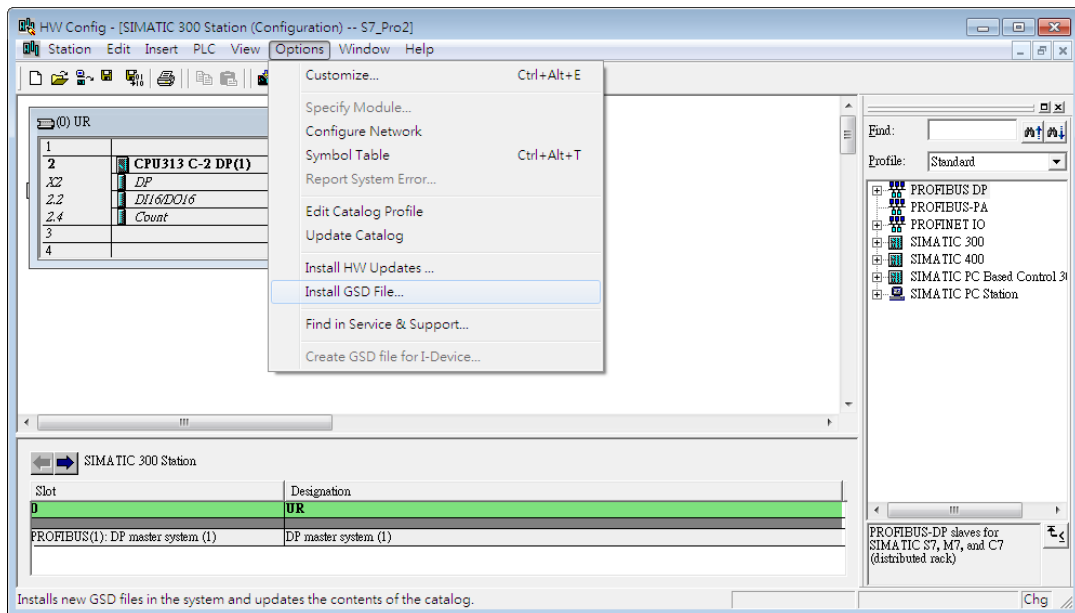 HW Config - [SIMATIC 300 Station (Configuration) -- S7_Pro2]
Station Edit Insert PLC View Options Window Help
Customize... Ctrl+Alt+E
Specify Module...
Configure Network
Symbol Table Ctrl+Alt+T
Report System Error...
Edit Catalog Profile
Update Catalog
Install HW Updates ...
Install GSD File...
Find in Service & Support...
Create GSD file for I-Device...
(0) UR
1
2 CPU313 C-2 DP(1)
X2 DP
2.2 DI16/DO16
2.4 Count
3
4
Find:
Profile: Standard
PROFIBUS DP
PROFIBUS-PA
PROFINET IO
SIMATIC 300
SIMATIC 400
SIMATIC PC Based Control 3
SIMATIC PC Station
SIMATIC 300 Station
Slot Designation
0 UR
PROFIBUS(1): DP master system (1) DP master system (1)
PROFIBUS-DP slaves for
SIMATIC S7, M7, and C7
(distributed rack)
Installs new GSD files in the system and updates the contents of the catalog.
Chg